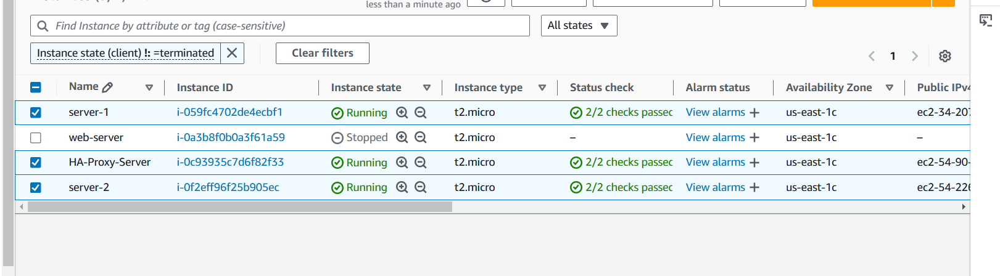 less than a minute ago
Find Instance by attribute or tag (case-sensitive)
All states
Instance state (client) !: =terminated
Clear filters
1
Name Instance ID Instance state Instance type Status check Alarm status Availability Zone Public IPv4
server-1 i-059fc4702de4ecbf1 Running t2.micro 2/2 checks passed View alarms + us-east-1c ec2-34-207
web-server i-0a3b8f0b0a3f61a59 Stopped t2.micro – View alarms + us-east-1c –
HA-Proxy-Server i-0c93935c7d6f82f33 Running t2.micro 2/2 checks passed View alarms + us-east-1c ec2-54-90-
server-2 i-0f2eff96f25b905ec Running t2.micro 2/2 checks passed View alarms + us-east-1c ec2-54-226